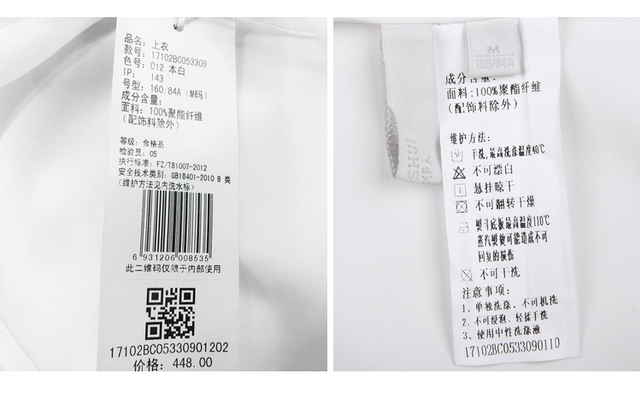 品名: 上衣
款号: 17102BC053309
色号: 012 本白
IP: 143
号型: 160/84A (M码)
成分含量:
面料: 100%聚酯纤维
(配饰料除外)
等级: 合格品
检验员: 05
执行标准: FZ/T81007-2012
安全技术类别: GB18401-2010 B 类
(维护方法见内洗水标)
6 931206 008535
此二维码仅限于内部使用
17102BC05330901202
价格: 448.00
M
160/84A
成分含量:
面料: 100%聚酯纤维
(配饰料除外)
维护方法:
手洗,最高洗涤温度40℃
不可漂白
悬挂晾干
不可翻转干燥
熨斗底板最高温度110℃
蒸汽熨烫可能造成不可
回复的损伤
不可干洗
注意事项:
1、单独洗涤、不可机洗
2、不可浸泡、轻揉手洗
3、使用中性洗涤液
17102BC0533090110